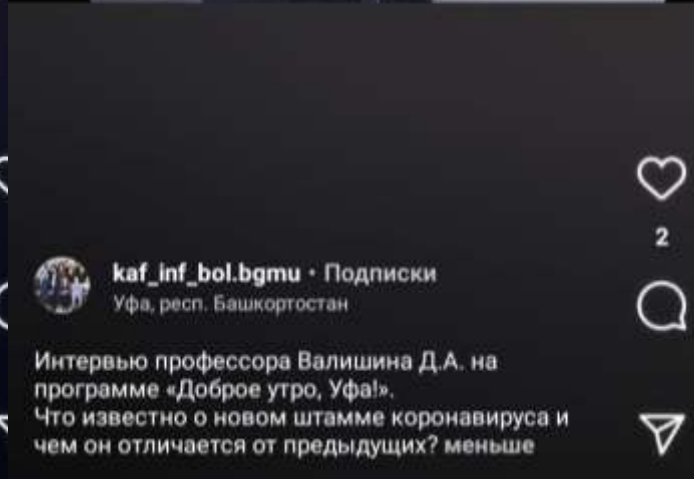 2
kaf_inf_bol.bgmu • Подписки
Уфа, респ. Башкортостан
Интервью профессора Валишина Д.А. на
программе «Доброе утро, Уфа!».
Что известно о новом штамме коронавируса и
чем он отличается от предыдущих? меньше